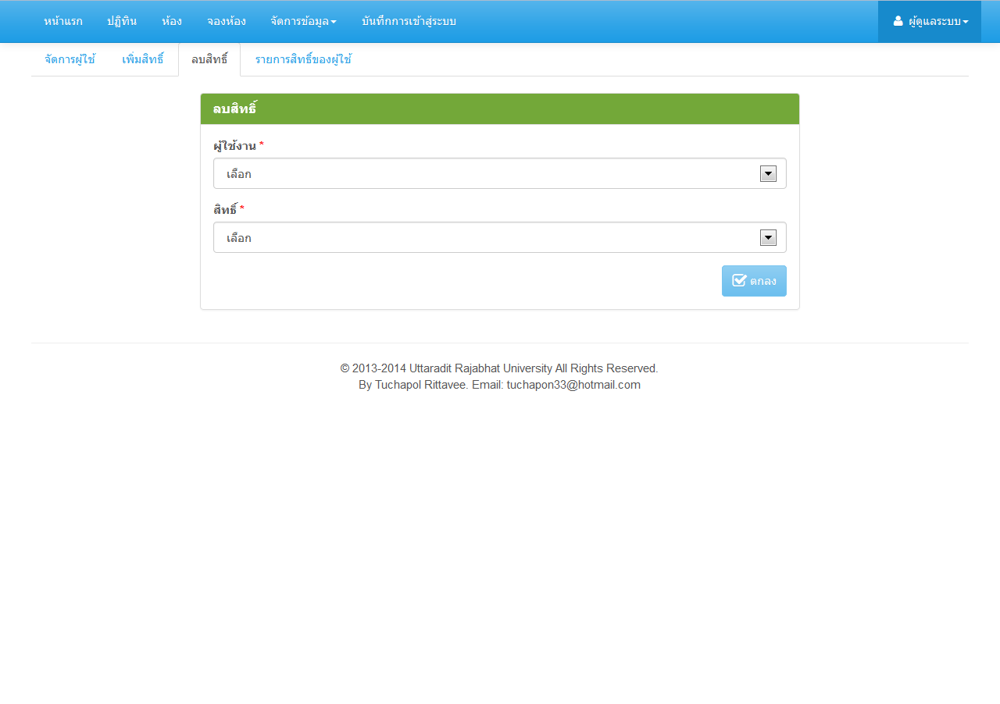 หน้าแรก ปฏิทิน ห้อง จองห้อง จัดการข้อมูล บันทึกการเข้าสู่ระบบ ผู้ดูแลระบบ
จัดการผู้ใช้ เพิ่มสิทธิ์ ลบสิทธิ์ รายการสิทธิ์ของผู้ใช้
ลบสิทธิ์
ผู้ใช้งาน *
เลือก
สิทธิ์ *
เลือก
ตกลง
© 2013-2014 Uttaradit Rajabhat University All Rights Reserved.
By Tuchapol Rittavee. Email: tuchapon33@hotmail.com